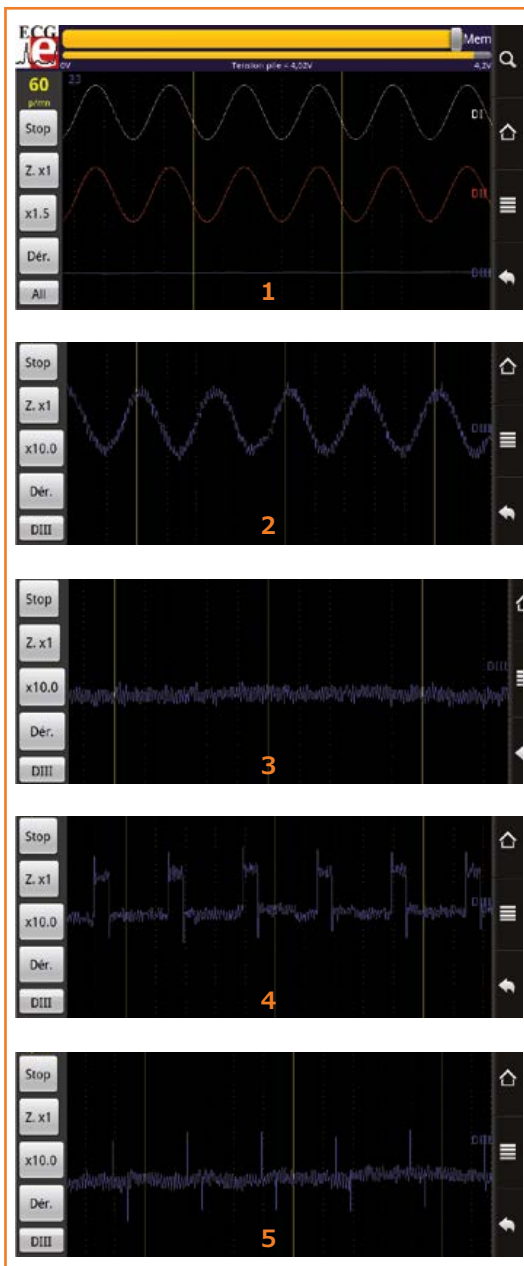 ECG
e
Mem
0V Tension pile = 4,02V 4,2V
60
p/mn
23
Stop
DI
Z. x1
x1.5
DII
Dér.
DIII
All
1
Stop
Z. x1
DIII
x10.0
Dér.
DIII
2
Stop
Z. x1
DIII
x10.0
Dér.
DIII
3
Stop
Z. x1
DIII
x10.0
Dér.
DIII
4
Stop
Z. x1
DIII
x10.0
Dér.
DIII
5